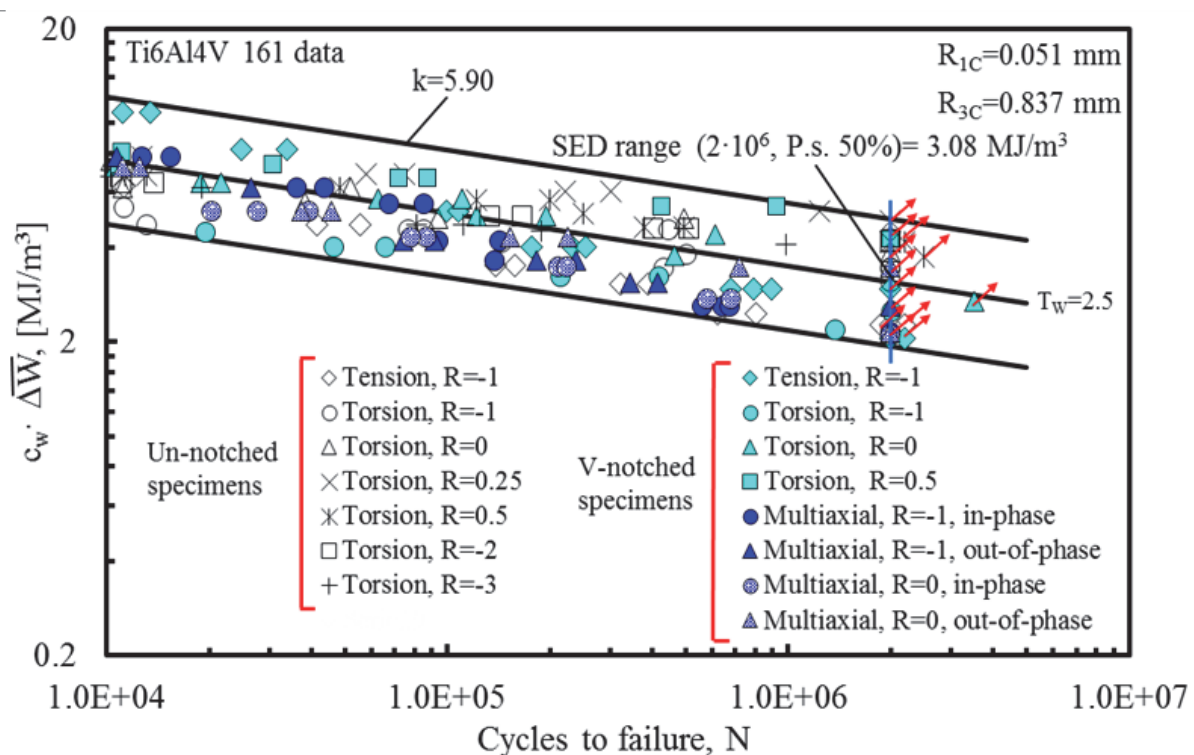 20
Ti6Al4V 161 data
R1C=0.051 mm
k=5.90
R3C=0.837 mm
SED range (2·10⁶, P.s. 50%)= 3.08 MJ/m³
TW=2.5
2
cw· ΔW, [MJ/m³]
Un-notched
specimens
Tension, R=-1
Torsion, R=-1
Torsion, R=0
Torsion, R=0.25
Torsion, R=0.5
Torsion, R=-2
Torsion, R=-3
V-notched
specimens
Tension, R=-1
Torsion, R=-1
Torsion, R=0
Torsion, R=0.5
Multiaxial, R=-1, in-phase
Multiaxial, R=-1, out-of-phase
Multiaxial, R=0, in-phase
Multiaxial, R=0, out-of-phase
0.2
1.0E+04 1.0E+05 1.0E+06 1.0E+07
Cycles to failure, N